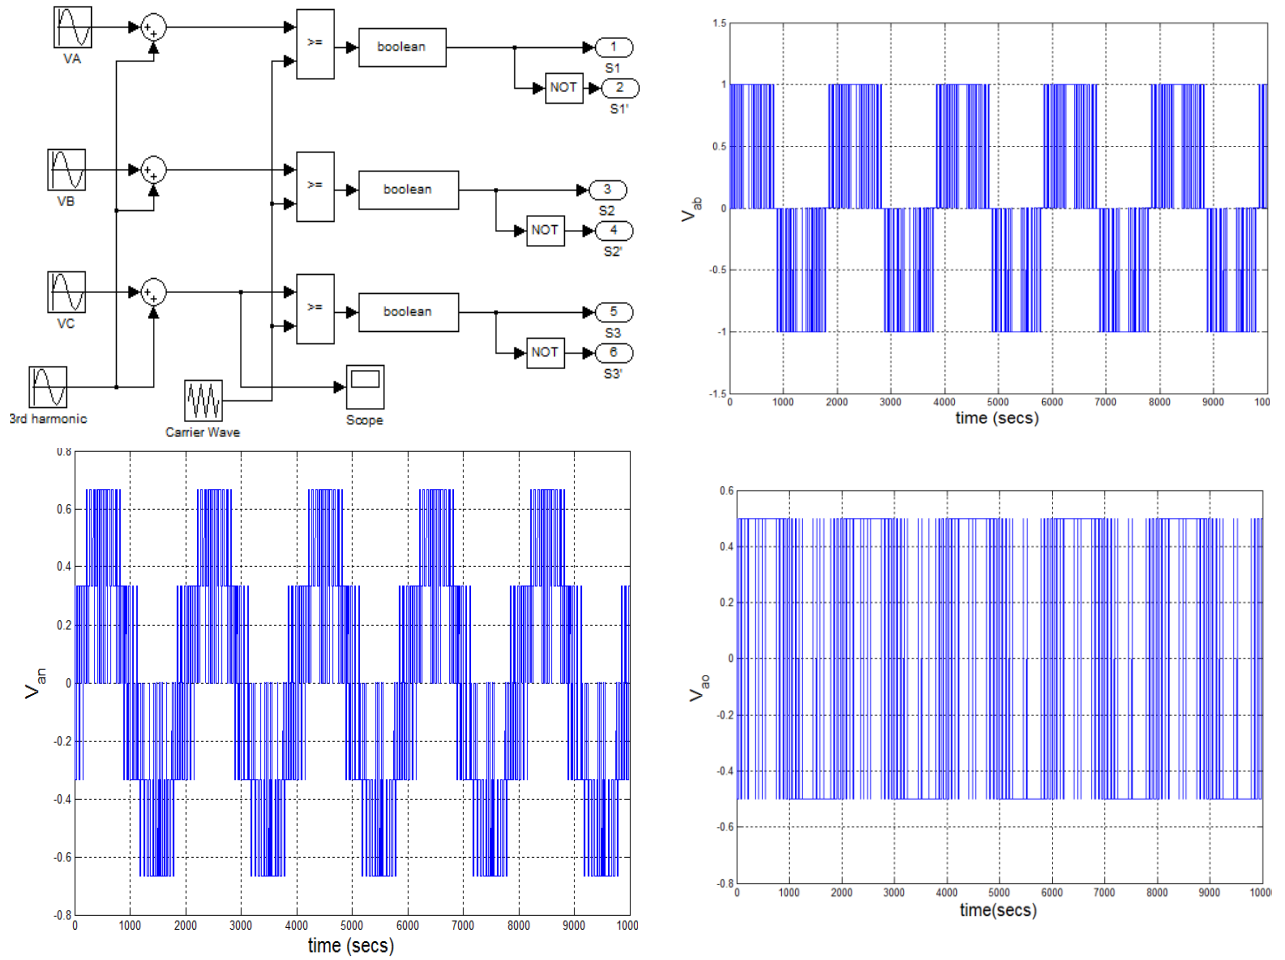 VA
+
+
>=
boolean
1
S1
NOT
2
S1'
VB
+
+
>=
boolean
3
S2
NOT
4
S2'
VC
+
+
>=
boolean
5
S3
NOT
6
S3'
3rd harmonic
Carrier Wave
Scope
1.5
1
0.5
0
-0.5
-1
-1.5
Vab
0 1000 2000 3000 4000 5000 6000 7000 8000 9000 1000
time (secs)
0.8
0.6
0.4
0.2
0
-0.2
-0.4
-0.6
-0.8
Van
0 1000 2000 3000 4000 5000 6000 7000 8000 9000 1000
time (secs)
0.6
0.4
0.2
0
-0.2
-0.4
-0.6
-0.8
Vao
0 1000 2000 3000 4000 5000 6000 7000 8000 9000 10000
time(secs)